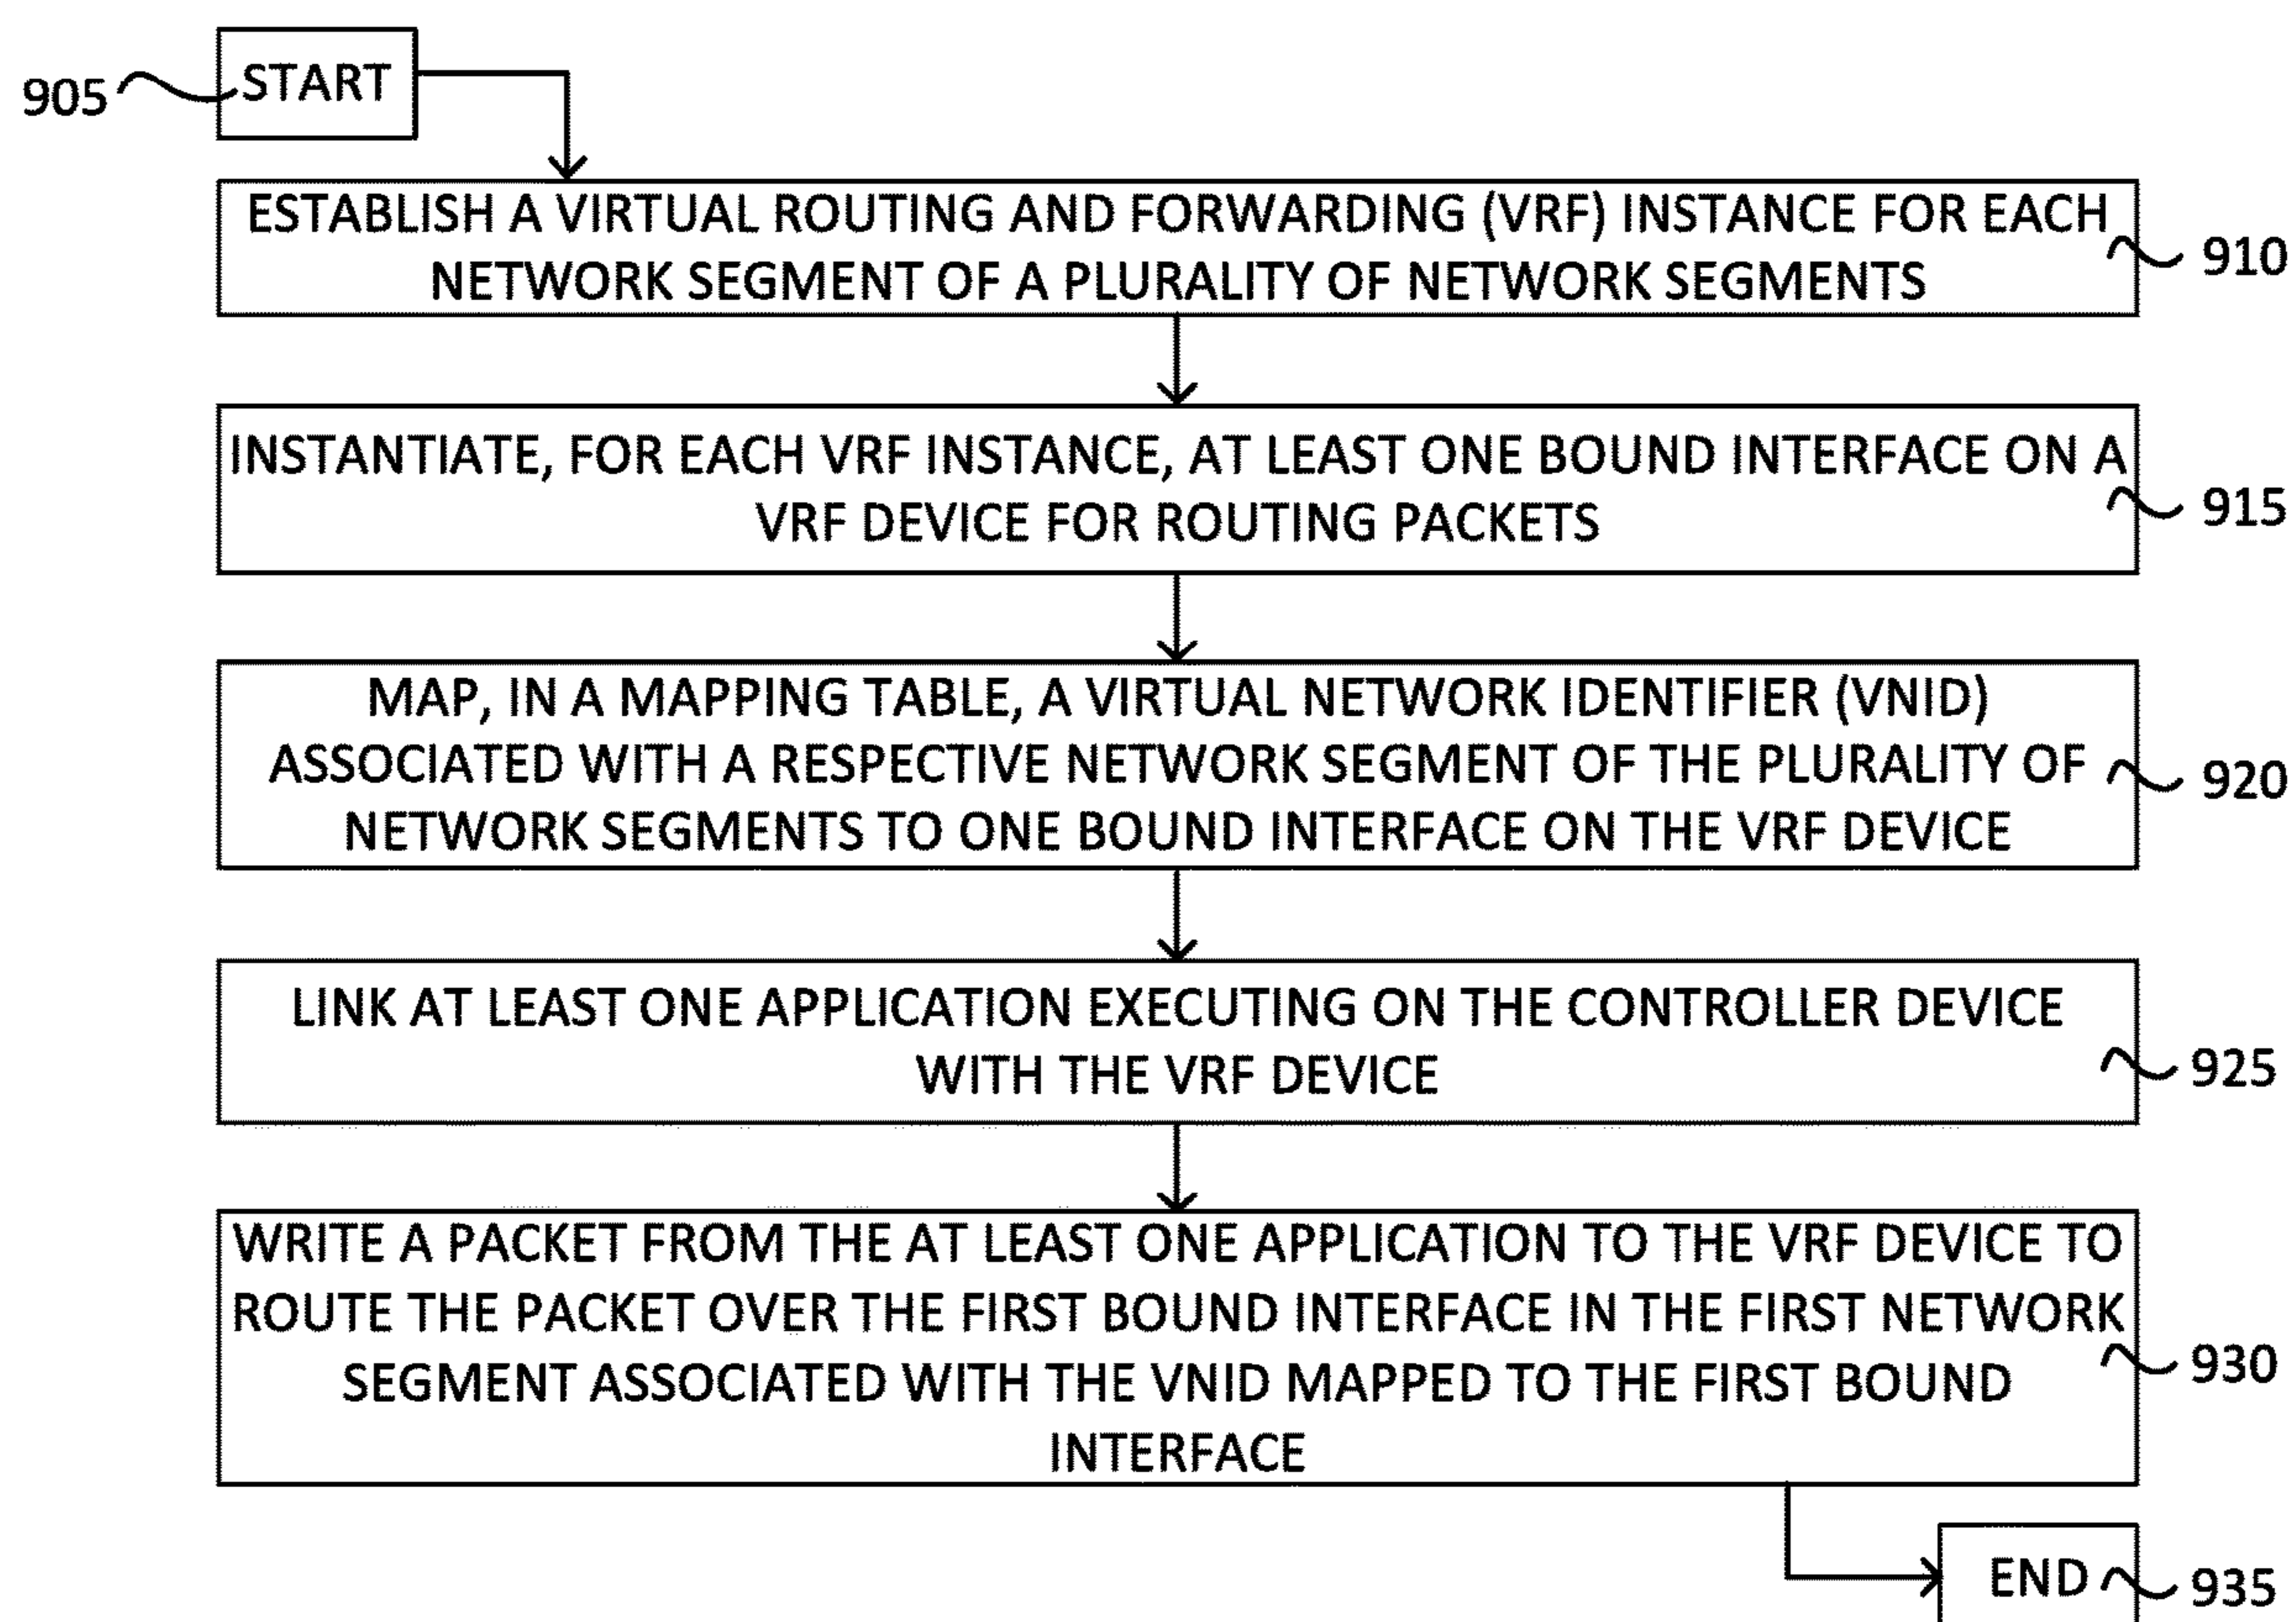 905
START
ESTABLISH A VIRTUAL ROUTING AND FORWARDING (VRF) INSTANCE FOR EACH
NETWORK SEGMENT OF A PLURALITY OF NETWORK SEGMENTS
910
INSTANTIATE, FOR EACH VRF INSTANCE, AT LEAST ONE BOUND INTERFACE ON A
VRF DEVICE FOR ROUTING PACKETS
915
MAP, IN A MAPPING TABLE, A VIRTUAL NETWORK IDENTIFIER (VNID)
ASSOCIATED WITH A RESPECTIVE NETWORK SEGMENT OF THE PLURALITY OF
NETWORK SEGMENTS TO ONE BOUND INTERFACE ON THE VRF DEVICE
920
LINK AT LEAST ONE APPLICATION EXECUTING ON THE CONTROLLER DEVICE
WITH THE VRF DEVICE
925
WRITE A PACKET FROM THE AT LEAST ONE APPLICATION TO THE VRF DEVICE TO
ROUTE THE PACKET OVER THE FIRST BOUND INTERFACE IN THE FIRST NETWORK
SEGMENT ASSOCIATED WITH THE VNID MAPPED TO THE FIRST BOUND
INTERFACE
930
END
935